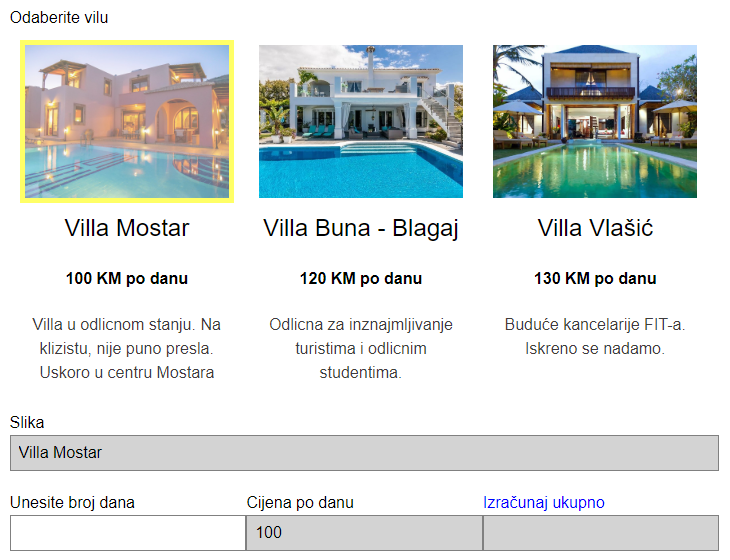 Odaberite vilu
Villa Mostar
Villa Buna - Blagaj
Villa Vlašić
100 KM po danu
120 KM po danu
130 KM po danu
Villa u odlicnom stanju. Na
klizistu, nije puno presla.
Uskoro u centru Mostara
Odlicna za inznajmljivanje
turistima i odlicnim
studentima.
Buduće kancelarije FIT-a.
Iskreno se nadamo.
Slika
Villa Mostar
Unesite broj dana
Cijena po danu
Izračunaj ukupno
100